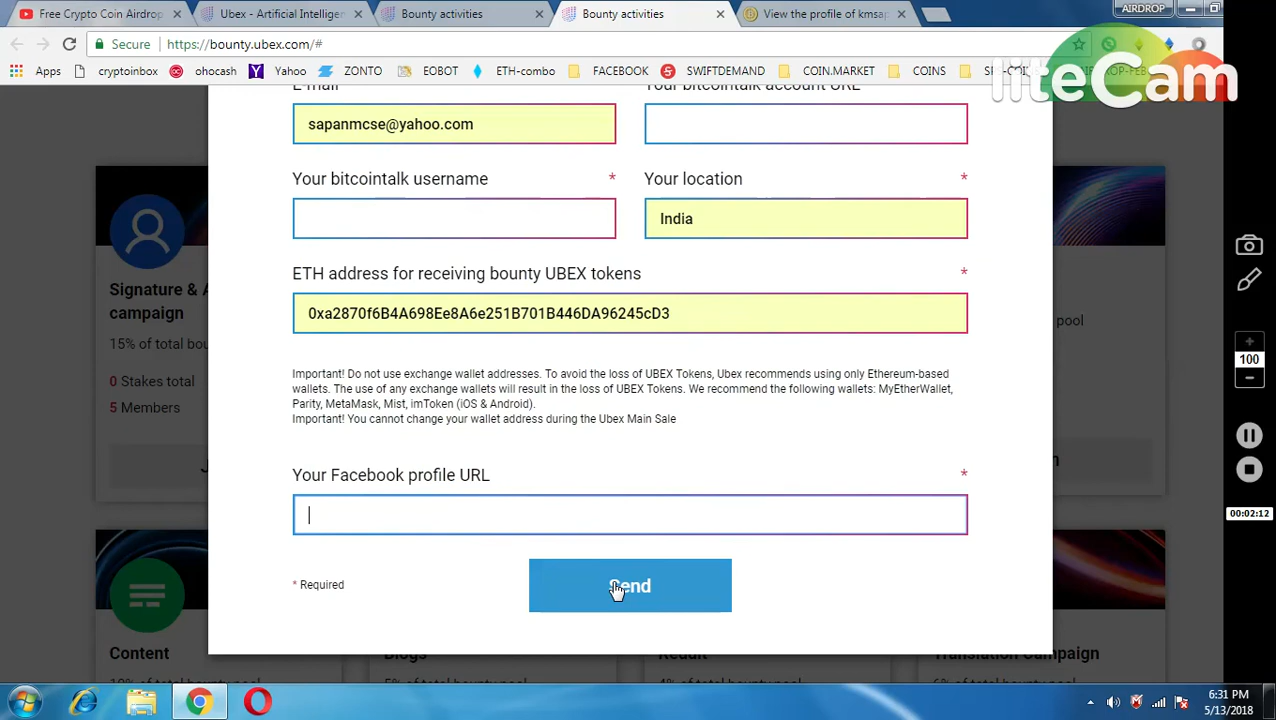 Free Crypto Coin Airdrop
Ubex - Artificial Intelligen
Bounty activities
Bounty activities
View the profile of kmsap
AIRDROP
Secure
https://bounty.ubex.com/#
liteCam
Apps
cryptoinbox
ohocash
Yahoo
ZONTO
EOBOT
ETH-combo
FACEBOOK
SWIFTDEMAND
COIN.MARKET
COINS
E-mail
Your bitcointalk account URL
sapanmcse@yahoo.com
Your bitcointalk username *
Your location *
India
ETH address for receiving bounty UBEX tokens *
0xa2870f6B4A698Ee8A6e251B701B446DA96245cD3
Important! Do not use exchange wallet addresses. To avoid the loss of UBEX Tokens, Ubex recommends using only Ethereum-based
wallets. The use of any exchange wallets will result in the loss of UBEX Tokens. We recommend the following wallets: MyEtherWallet,
Parity, MetaMask, Mist, imToken (iOS & Android).
Important! You cannot change your wallet address during the Ubex Main Sale
Your Facebook profile URL *
* Required
Send
Signature & A
campaign
15% of total bou
0 Stakes total
5 Members
J
pool
n
Content
Blogs
Reddit
Translation Campaign
100
00:02:12
6:31 PM
5/13/2018